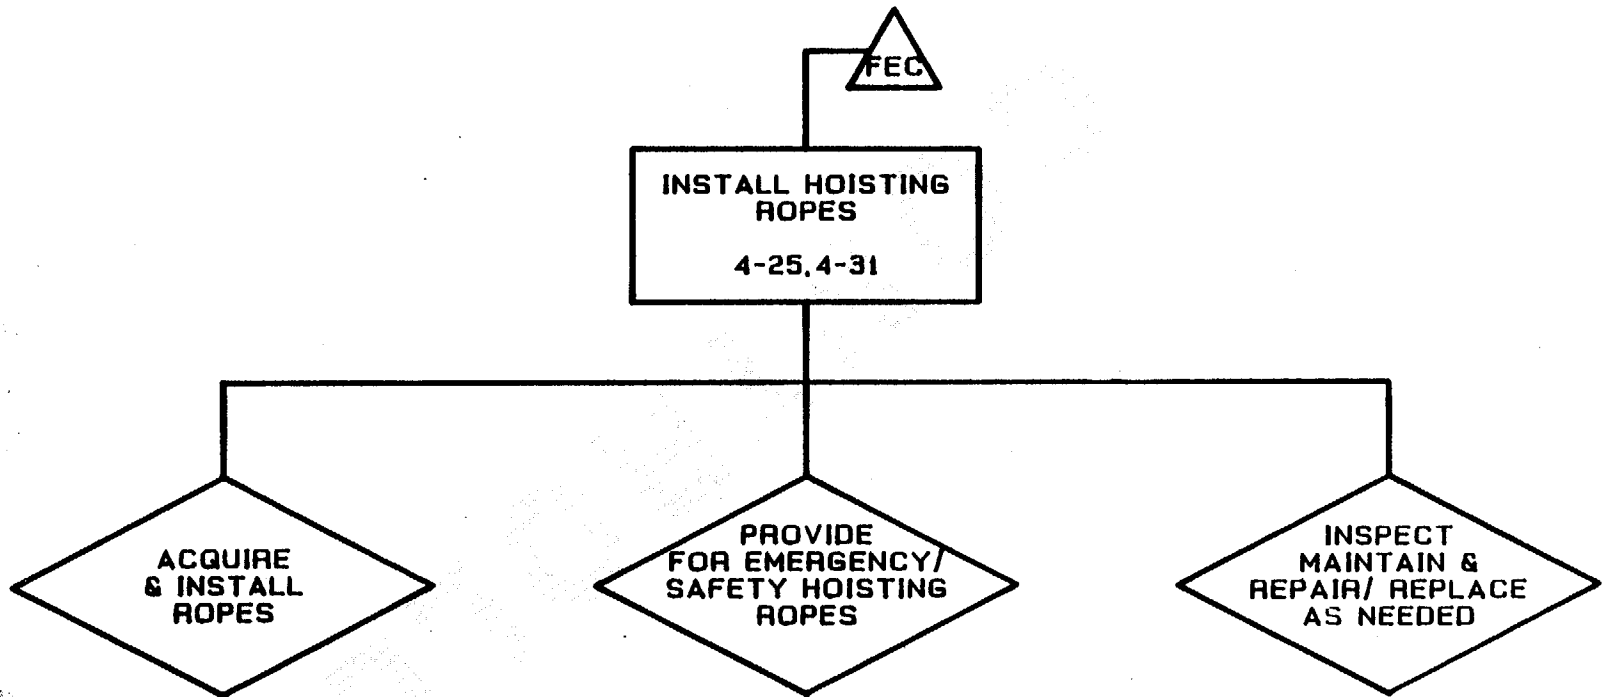 FEC
INSTALL HOISTING
ROPES
4-25,4-31
ACQUIRE
& INSTALL
ROPES
PROVIDE
FOR EMERGENCY/
SAFETY HOISTING
ROPES
INSPECT
MAINTAIN &
REPAIR/ REPLACE
AS NEEDED